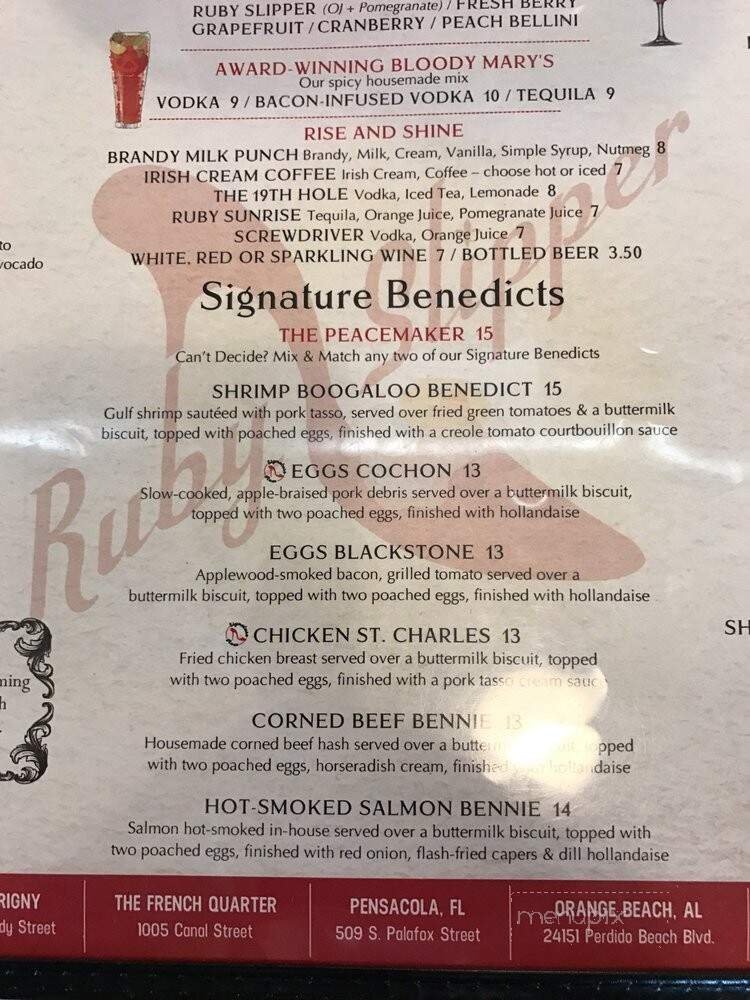 RUBY SLIPPER (OJ + Pomegranate) / FRESH BERRY
GRAPEFRUIT / CRANBERRY / PEACH BELLINI
AWARD-WINNING BLOODY MARY'S
Our spicy housemade mix
VODKA 9 / BACON-INFUSED VODKA 10 / TEQUILA 9
RISE AND SHINE
BRANDY MILK PUNCH Brandy, Milk, Cream, Vanilla, Simple Syrup, Nutmeg 8
IRISH CREAM COFFEE Irish Cream, Coffee – choose hot or iced 7
THE 19TH HOLE Vodka, Iced Tea, Lemonade 8
RUBY SUNRISE Tequila, Orange Juice, Pomegranate Juice 7
SCREWDRIVER Vodka, Orange Juice 7
WHITE, RED OR SPARKLING WINE 7 / BOTTLED BEER 3.50
to
vocado
Ruby Slipper
Signature Benedicts
THE PEACEMAKER 15
Can't Decide? Mix & Match any two of our Signature Benedicts
SHRIMP BOOGALOO BENEDICT 15
Gulf shrimp sautéed with pork tasso, served over fried green tomatoes & a buttermilk
biscuit, topped with poached eggs, finished with a creole tomato courtbouillon sauce
EGGS COCHON 13
Slow-cooked, apple-braised pork debris served over a buttermilk biscuit,
topped with two poached eggs, finished with hollandaise
EGGS BLACKSTONE 13
Applewood-smoked bacon, grilled tomato served over a
buttermilk biscuit, topped with two poached eggs, finished with hollandaise
CHICKEN ST. CHARLES 13
Fried chicken breast served over a buttermilk biscuit, topped
with two poached eggs, finished with a pork tasso cream sauce
SH
ning
h
CORNED BEEF BENNIE 13
Housemade corned beef hash served over a buttermilk biscuit, topped
with two poached eggs, horseradish cream, finished with hollandaise
HOT-SMOKED SALMON BENNIE 14
Salmon hot-smoked in-house served over a buttermilk biscuit, topped with
two poached eggs, finished with red onion, flash-fried capers & dill hollandaise
RIGNY
dy Street
THE FRENCH QUARTER
1005 Canal Street
PENSACOLA, FL
509 S. Palafox Street
ORANGE BEACH, AL
24151 Perdido Beach Blvd.
menupix